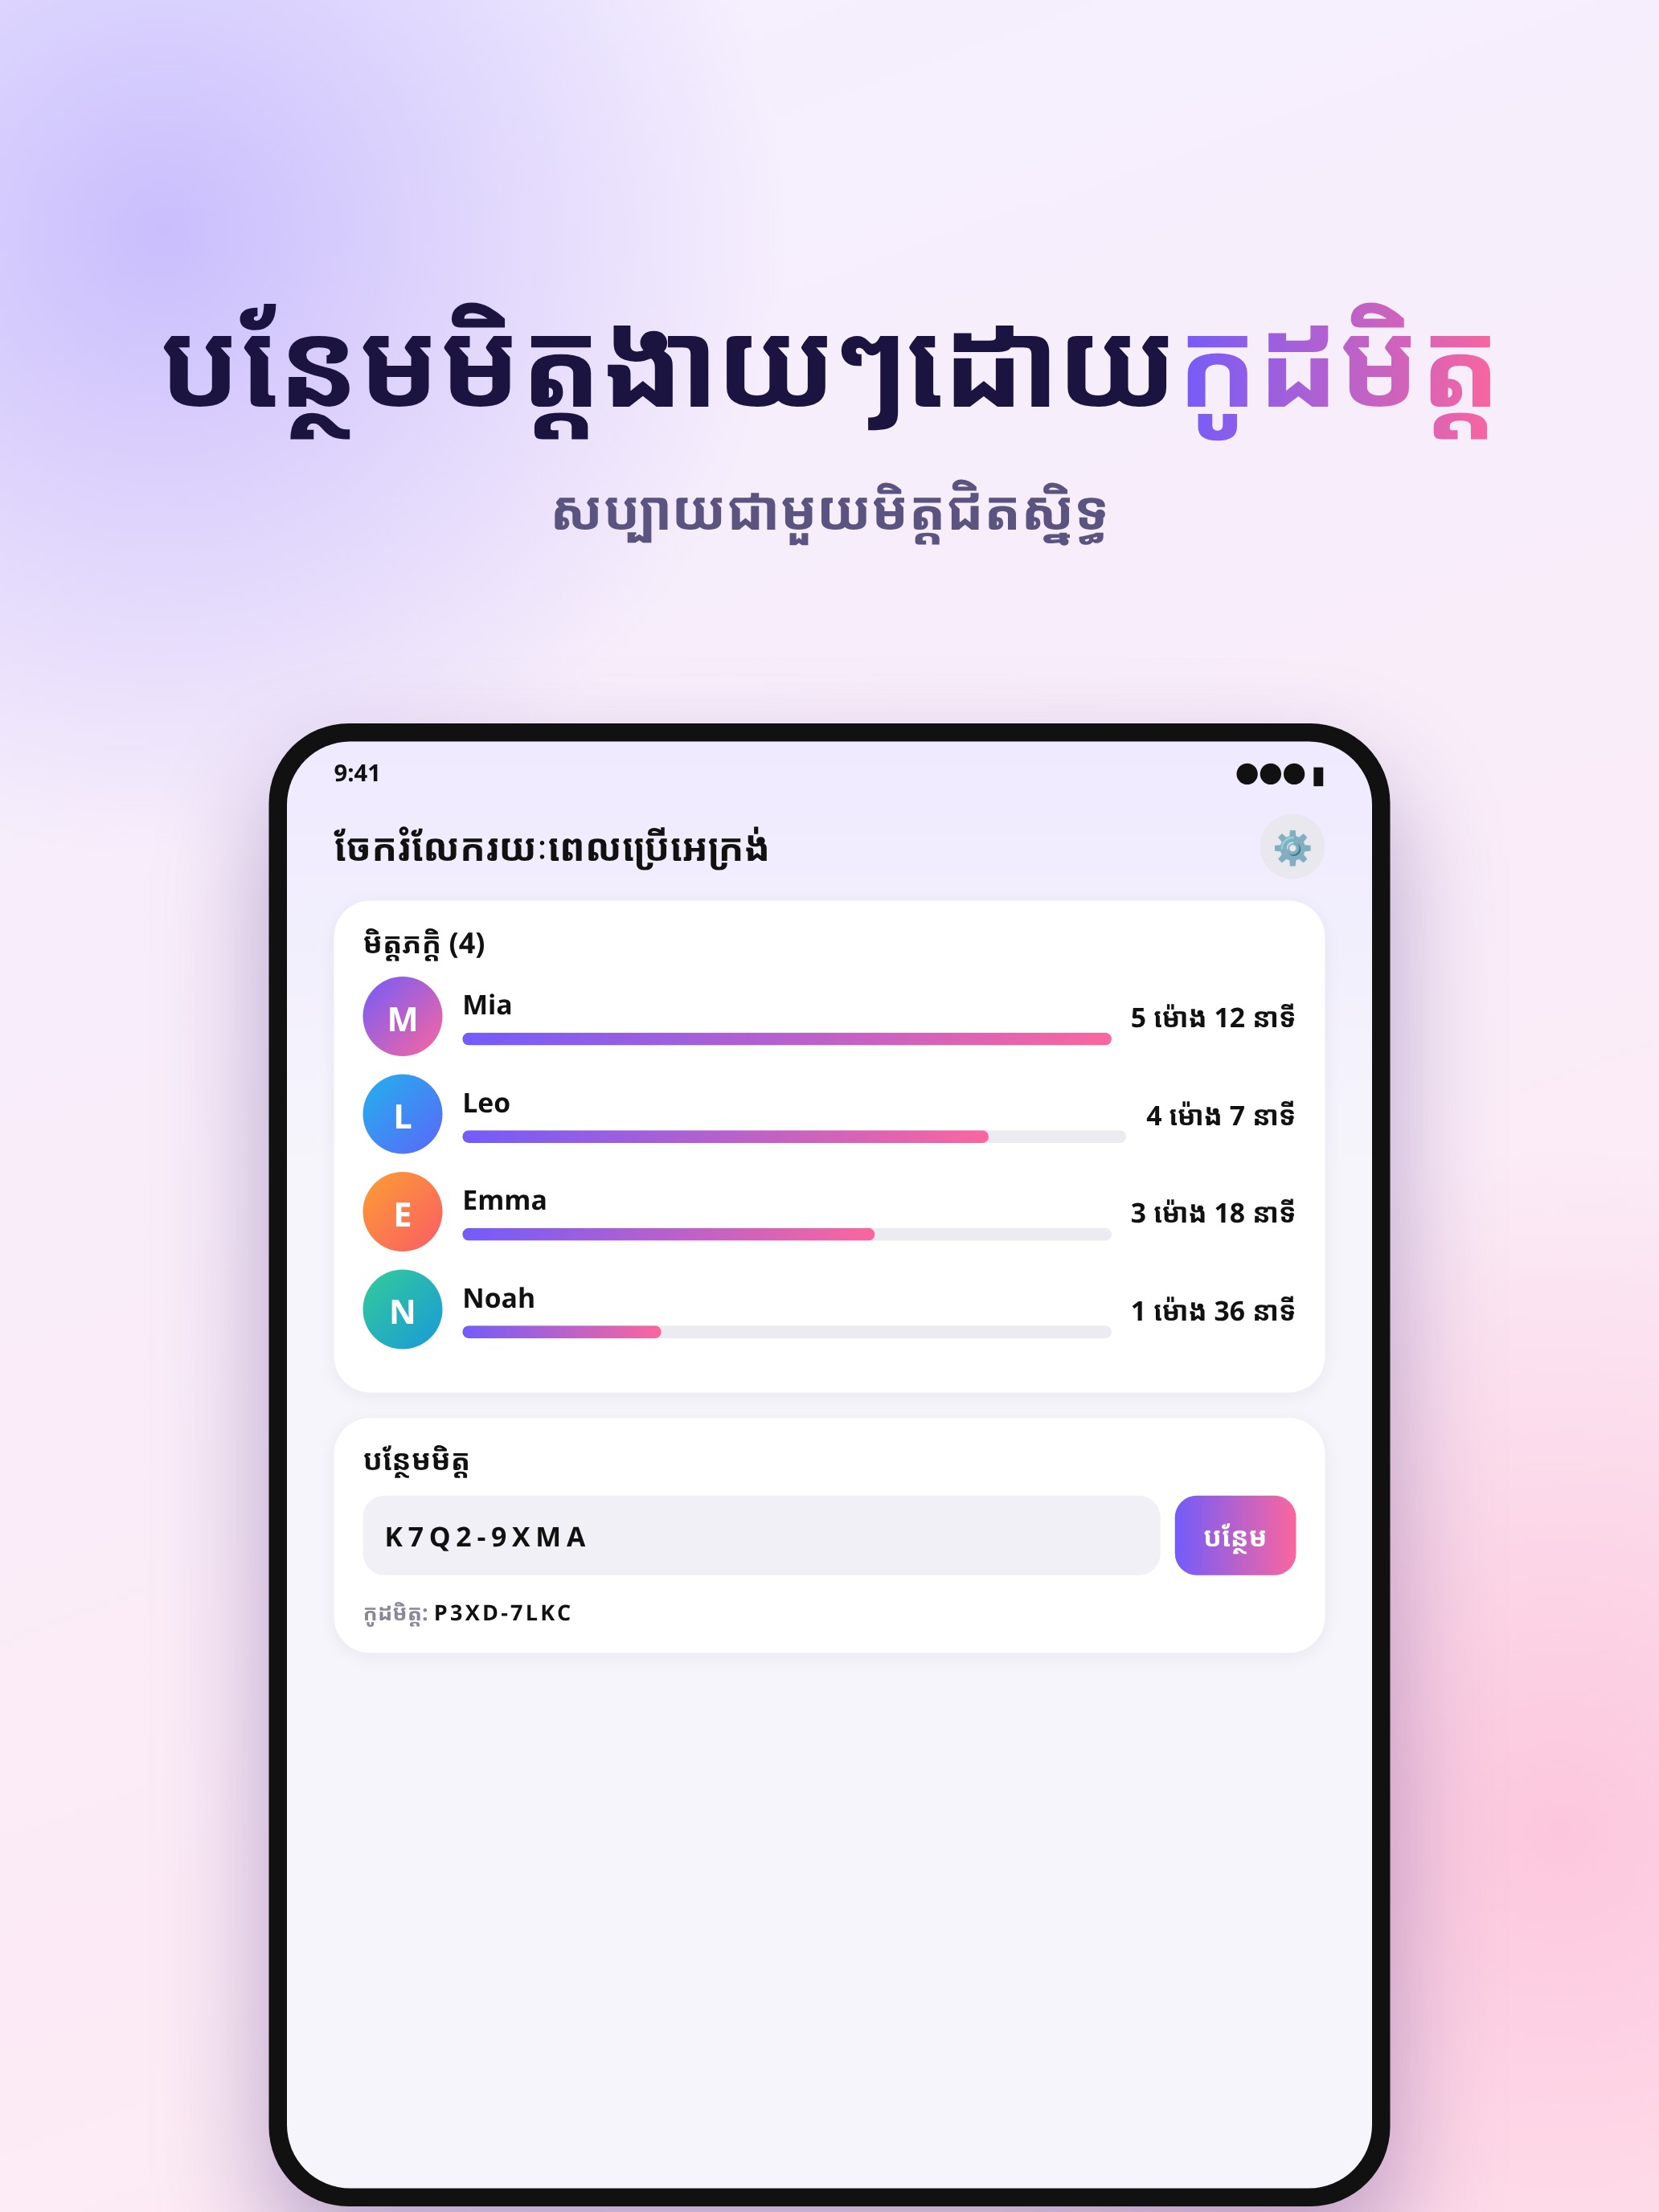 បន្ថែមមិត្តងាយៗដោយកូដមិត្ត
សប្បាយជាមួយមិត្តជិតស្និទ្ធ
9:41
ចែករំលែករយៈពេលប្រើអេក្រង់
មិត្តភក្តិ (4)
M
Mia
5 ម៉ោង 12 នាទី
L
Leo
4 ម៉ោង 7 នាទី
E
Emma
3 ម៉ោង 18 នាទី
N
Noah
1 ម៉ោង 36 នាទី
បន្ថែមមិត្ត
K7Q2-9XMA
បន្ថែម
កូដមិត្ត: P3XD-7LKC